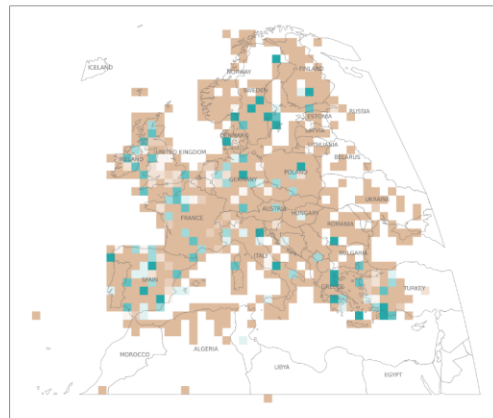 ICELAND
NORWAY
FINLAND
SWEDEN
RUSSIA
ESTONIA
LATVIA
DENMARK
LITHUANIA
UNITED KINGDOM
IRELAND
BELARUS
POLAND
GERMANY
UKRAINE
AUSTRIA
HUNGARY
FRANCE
ROMANIA
BULGARIA
ITALY
SPAIN
GREECE
TURKEY
ALGERIA
MOROCCO
LIBYA
EGYPT